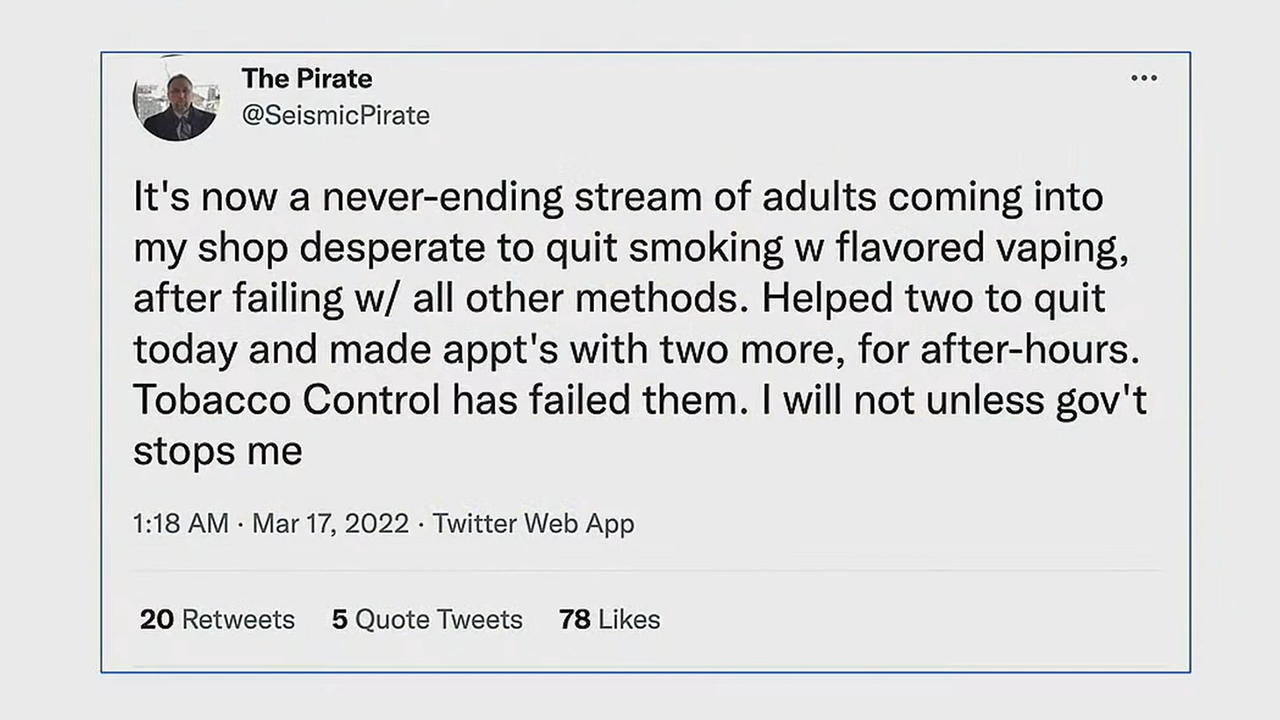 The Pirate
@SeismicPirate
It's now a never-ending stream of adults coming into
my shop desperate to quit smoking w flavored vaping,
after failing w/ all other methods. Helped two to quit
today and made appt's with two more, for after-hours.
Tobacco Control has failed them. I will not unless gov't
stops me
1:18 AM · Mar 17, 2022 · Twitter Web App
20 Retweets 5 Quote Tweets 78 Likes